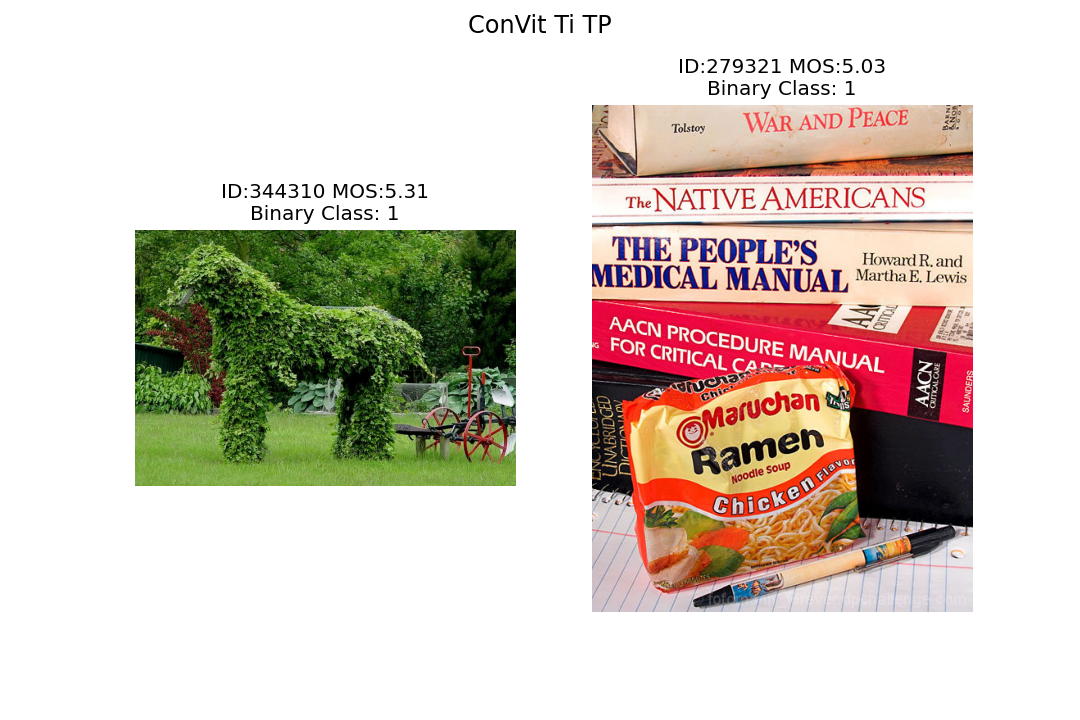 ConVit Ti TP
ID:344310 MOS:5.31
Binary Class: 1
ID:279321 MOS:5.03
Binary Class: 1
Tolstoy
WAR AND PEACE
The NATIVE AMERICANS
THE PEOPLE'S
MEDICAL MANUAL
Howard R. and
Martha E. Lewis
AACN PROCEDURE MANUAL
FOR CRITICAL CARE
AACN
CRITICAL CARE
SAUNDERS
UNABRIDGED
Maruchan
Maruchan
Ramen
Noodle Soup
Chicken Flavor